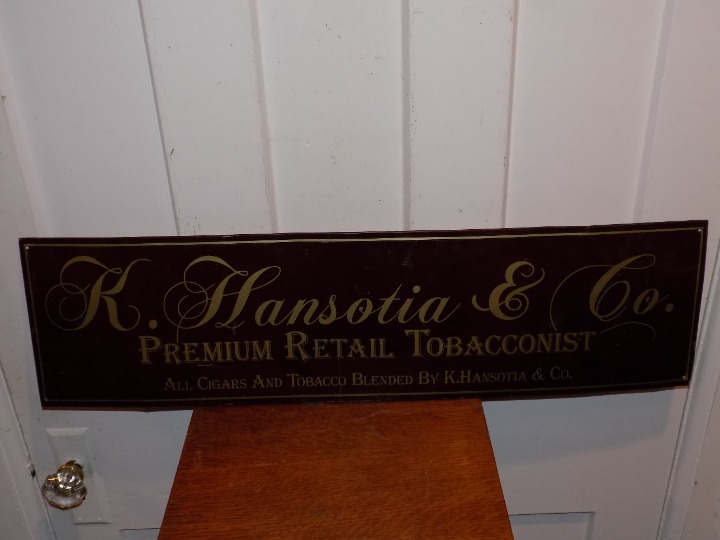 K. Hansotia & Co.
PREMIUM RETAIL TOBACCONIST
ALL CIGARS AND TOBACCO BLENDED BY K.HANSOTIA & CO.